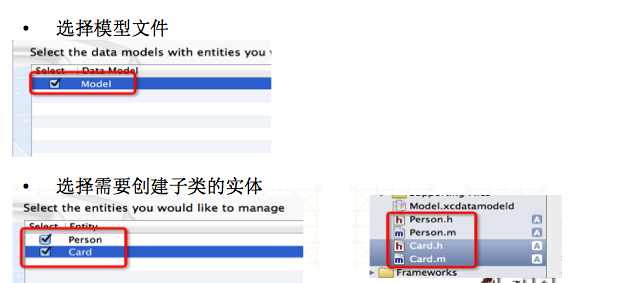 • 选择模型文件
Select the data models with entities you
Select Data Model
Model
• 选择需要创建子类的实体
Select the entities you would like to manage
Select Entity
Person
Card
Model.xcdatamodeld
Person.h A
Person.m A
Card.h A
Card.m A
Frameworks